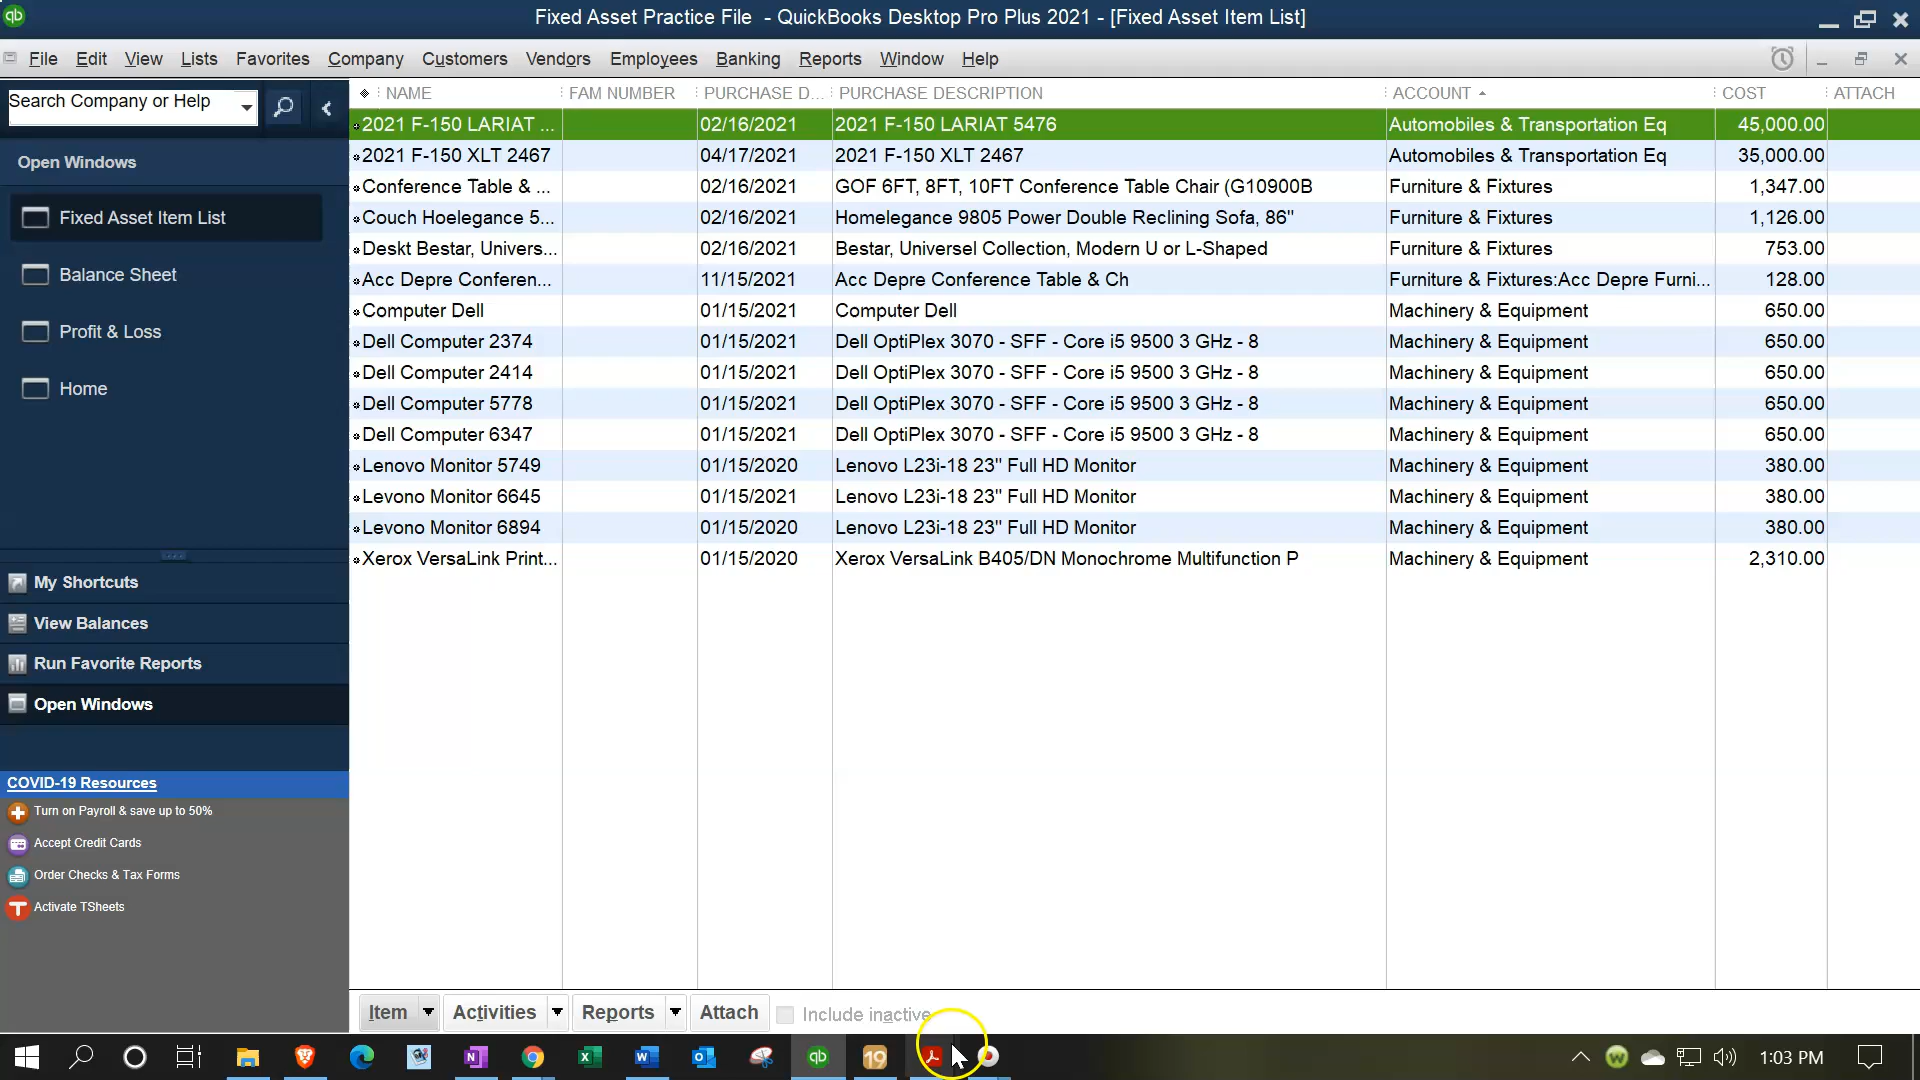 qb
Fixed Asset Practice File - QuickBooks Desktop Pro Plus 2021 - [Fixed Asset Item List]
File Edit View Lists Favorites Company Customers Vendors Employees Banking Reports Window Help
Search Company or Help
Open Windows
Fixed Asset Item List
Balance Sheet
Profit & Loss
Home
My Shortcuts
View Balances
Run Favorite Reports
Open Windows
COVID-19 Resources
Turn on Payroll & save up to 50%
Accept Credit Cards
Order Checks & Tax Forms
Activate TSheets
NAME FAM NUMBER PURCHASE D... PURCHASE DESCRIPTION ACCOUNT COST ATTACH
2021 F-150 LARIAT ... 02/16/2021 2021 F-150 LARIAT 5476 Automobiles & Transportation Eq 45,000.00
2021 F-150 XLT 2467 04/17/2021 2021 F-150 XLT 2467 Automobiles & Transportation Eq 35,000.00
Conference Table & ... 02/16/2021 GOF 6FT, 8FT, 10FT Conference Table Chair (G10900B Furniture & Fixtures 1,347.00
Couch Hoelegance 5... 02/16/2021 Homelegance 9805 Power Double Reclining Sofa, 86" Furniture & Fixtures 1,126.00
Deskt Bestar, Univers... 02/16/2021 Bestar, Universel Collection, Modern U or L-Shaped Furniture & Fixtures 753.00
Acc Depre Conferen... 11/15/2021 Acc Depre Conference Table & Ch Furniture & Fixtures:Acc Depre Furni... 128.00
Computer Dell 01/15/2021 Computer Dell Machinery & Equipment 650.00
Dell Computer 2374 01/15/2021 Dell OptiPlex 3070 - SFF - Core i5 9500 3 GHz - 8 Machinery & Equipment 650.00
Dell Computer 2414 01/15/2021 Dell OptiPlex 3070 - SFF - Core i5 9500 3 GHz - 8 Machinery & Equipment 650.00
Dell Computer 5778 01/15/2021 Dell OptiPlex 3070 - SFF - Core i5 9500 3 GHz - 8 Machinery & Equipment 650.00
Dell Computer 6347 01/15/2021 Dell OptiPlex 3070 - SFF - Core i5 9500 3 GHz - 8 Machinery & Equipment 650.00
Lenovo Monitor 5749 01/15/2020 Lenovo L23i-18 23" Full HD Monitor Machinery & Equipment 380.00
Levono Monitor 6645 01/15/2021 Lenovo L23i-18 23" Full HD Monitor Machinery & Equipment 380.00
Levono Monitor 6894 01/15/2020 Lenovo L23i-18 23" Full HD Monitor Machinery & Equipment 380.00
Xerox VersaLink Print... 01/15/2020 Xerox VersaLink B405/DN Monochrome Multifunction P Machinery & Equipment 2,310.00
Item Activities Reports Attach Include inactive
N X W O qb 19 W 1:03 PM